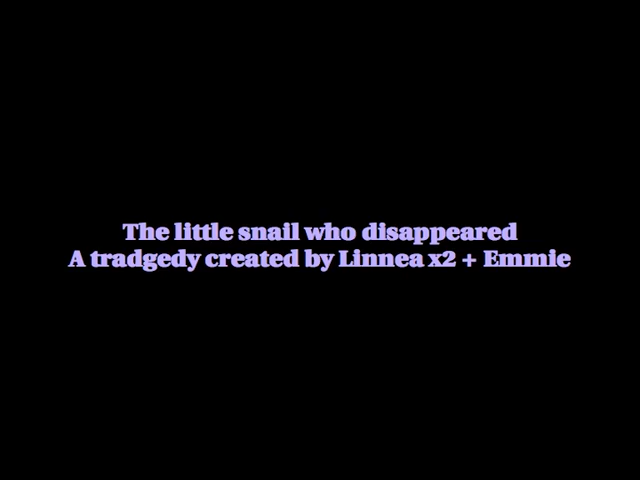 The little snail who disappeared
A tradgedy created by Linnea x2 + Emmie